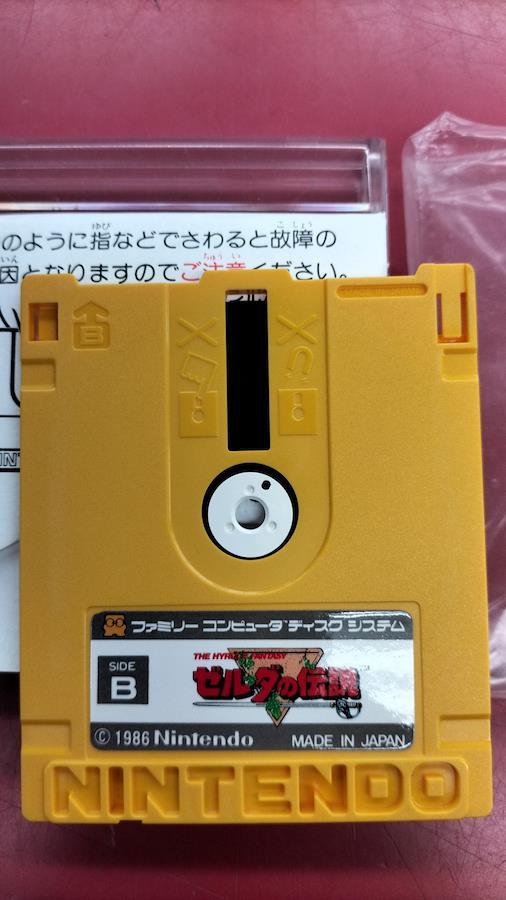 のように指などでさわると故障の
因となりますのでご注意ください。
B
ファミリー コンピュータ ディスク システム
SIDE
B
THE HYRULE FANTASY
ゼルダの伝説
© 1986 Nintendo
MADE IN JAPAN
NINTENDO